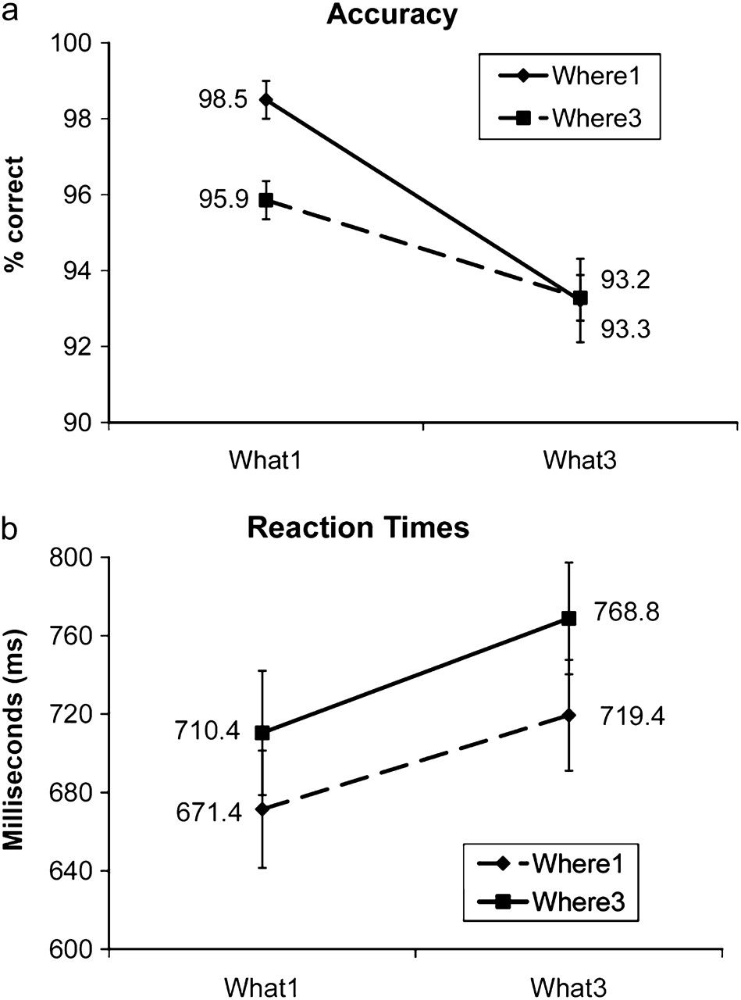 a
Accuracy
100
98
96
94
92
90
% correct
98.5
95.9
93.2
93.3
Where1
Where3
What1
What3
b
Reaction Times
800
760
720
680
640
600
Milliseconds (ms)
710.4
671.4
768.8
719.4
Where1
Where3
What1
What3